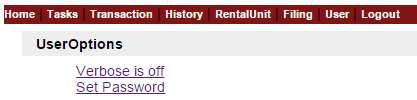 Home | Tasks | Transaction | History | RentalUnit | Filing | User | Logout
UserOptions
Verbose is off
Set Password